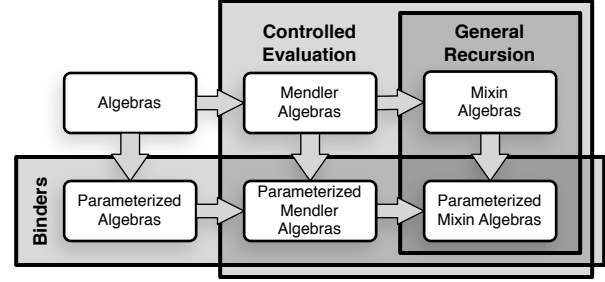 Controlled
Evaluation
General
Recursion
Algebras
Mendler
Algebras
Mixin
Algebras
Binders
Parameterized
Algebras
Parameterized
Mendler
Algebras
Parameterized
Mixin Algebras